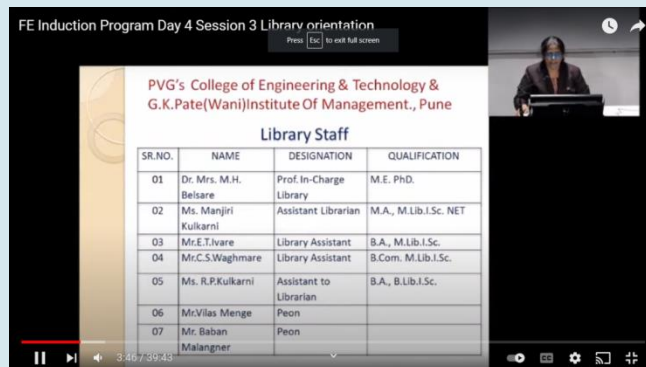 FE Induction Program Day 4 Session 3 Library orientation
Press Esc to exit full screen
PVG's College of Engineering & Technology &
G.K.Pate(Wani)Institute Of Management., Pune
Library Staff
SR.NO. NAME DESIGNATION QUALIFICATION
01 Dr. Mrs. M.H. Prof. In-Charge M.E. PhD.
Belsare Library
02 Ms. Manjiri Assistant Librarian M.A., M.Lib.I.Sc. NET
Kulkarni
03 Mr.E.T.Ivare Library Assistant B.A., M.Lib.I.Sc.
04 Mr.C.S.Waghmare Library Assistant B.Com. M.Lib.I.Sc.
05 Ms. R.P.Kulkarni Assistant to B.A., B.Lib.I.Sc.
Librarian
06 Mr.Vilas Menge Peon
07 Mr. Baban Peon
Malangner
3:46 / 39:43
CC